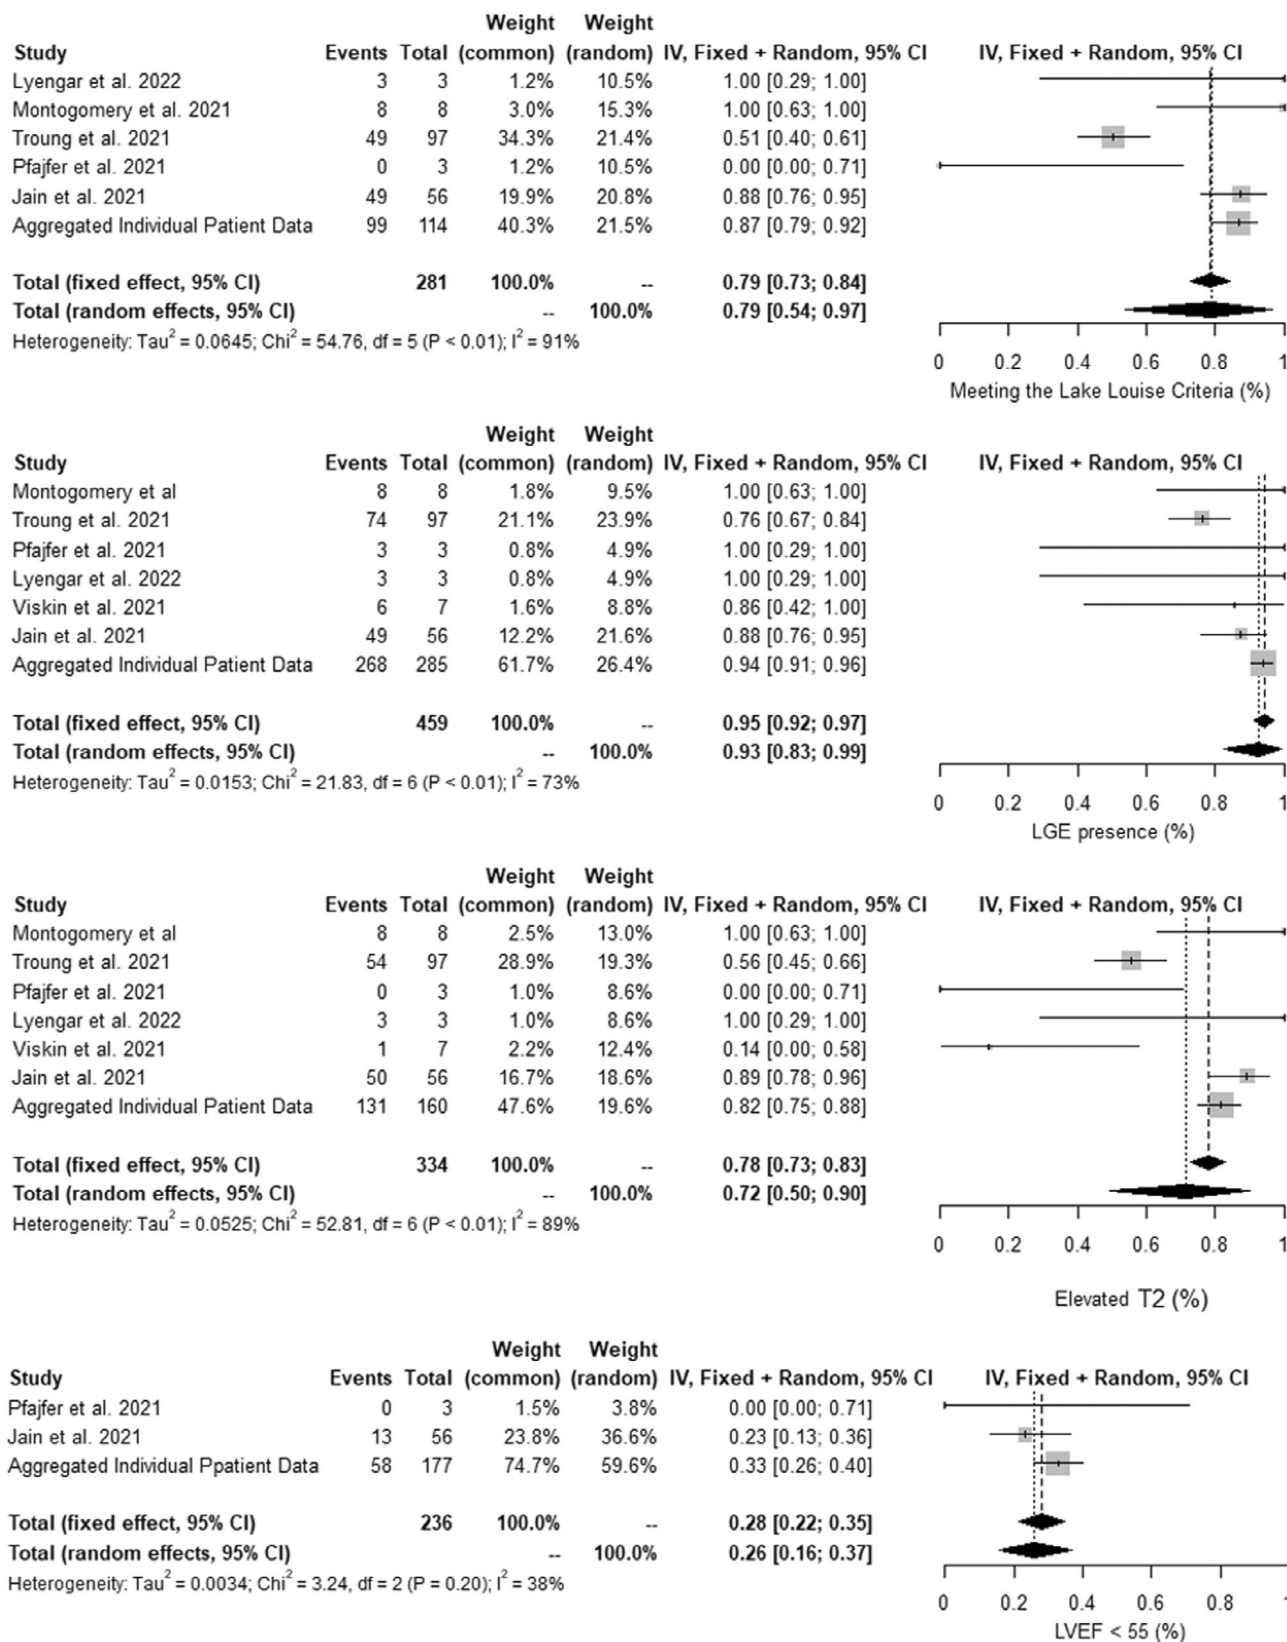 Weight Weight
Study Events Total (common) (random) IV, Fixed + Random, 95% CI IV, Fixed + Random, 95% CI
Lyengar et al. 2022 3 3 1.2% 10.5% 1.00 [0.29; 1.00]
Montogomery et al. 2021 8 8 3.0% 15.3% 1.00 [0.63; 1.00]
Troung et al. 2021 49 97 34.3% 21.4% 0.51 [0.40; 0.61]
Pfajfer et al. 2021 0 3 1.2% 10.5% 0.00 [0.00; 0.71]
Jain et al. 2021 49 56 19.9% 20.8% 0.88 [0.76; 0.95]
Aggregated Individual Patient Data 99 114 40.3% 21.5% 0.87 [0.79; 0.92]
Total (fixed effect, 95% CI) 281 100.0% -- 0.79 [0.73; 0.84]
Total (random effects, 95% CI) -- 100.0% 0.79 [0.54; 0.97]
Heterogeneity: Tau² = 0.0645; Chi² = 54.76, df = 5 (P < 0.01); I² = 91%
0 0.2 0.4 0.6 0.8 1
Meeting the Lake Louise Criteria (%)
Weight Weight
Study Events Total (common) (random) IV, Fixed + Random, 95% CI IV, Fixed + Random, 95% CI
Montogomery et al 8 8 1.8% 9.5% 1.00 [0.63; 1.00]
Troung et al. 2021 74 97 21.1% 23.9% 0.76 [0.67; 0.84]
Pfajfer et al. 2021 3 3 0.8% 4.9% 1.00 [0.29; 1.00]
Lyengar et al. 2022 3 3 0.8% 4.9% 1.00 [0.29; 1.00]
Viskin et al. 2021 6 7 1.6% 8.8% 0.86 [0.42; 1.00]
Jain et al. 2021 49 56 12.2% 21.6% 0.88 [0.76; 0.95]
Aggregated Individual Patient Data 268 285 61.7% 26.4% 0.94 [0.91; 0.96]
Total (fixed effect, 95% CI) 459 100.0% -- 0.95 [0.92; 0.97]
Total (random effects, 95% CI) -- 100.0% 0.93 [0.83; 0.99]
Heterogeneity: Tau² = 0.0153; Chi² = 21.83, df = 6 (P < 0.01); I² = 73%
0 0.2 0.4 0.6 0.8 1
LGE presence (%)
Weight Weight
Study Events Total (common) (random) IV, Fixed + Random, 95% CI IV, Fixed + Random, 95% CI
Montogomery et al 8 8 2.5% 13.0% 1.00 [0.63; 1.00]
Troung et al. 2021 54 97 28.9% 19.3% 0.56 [0.45; 0.66]
Pfajfer et al. 2021 0 3 1.0% 8.6% 0.00 [0.00; 0.71]
Lyengar et al. 2022 3 3 1.0% 8.6% 1.00 [0.29; 1.00]
Viskin et al. 2021 1 7 2.2% 12.4% 0.14 [0.00; 0.58]
Jain et al. 2021 50 56 16.7% 18.6% 0.89 [0.78; 0.96]
Aggregated Individual Patient Data 131 160 47.6% 19.6% 0.82 [0.75; 0.88]
Total (fixed effect, 95% CI) 334 100.0% -- 0.78 [0.73; 0.83]
Total (random effects, 95% CI) -- 100.0% 0.72 [0.50; 0.90]
Heterogeneity: Tau² = 0.0525; Chi² = 52.81, df = 6 (P < 0.01); I² = 89%
0 0.2 0.4 0.6 0.8 1
Elevated T2 (%)
Weight Weight
Study Events Total (common) (random) IV, Fixed + Random, 95% CI IV, Fixed + Random, 95% CI
Pfajfer et al. 2021 0 3 1.5% 3.8% 0.00 [0.00; 0.71]
Jain et al. 2021 13 56 23.8% 36.6% 0.23 [0.13; 0.36]
Aggregated Individual Ppatient Data 58 177 74.7% 59.6% 0.33 [0.26; 0.40]
Total (fixed effect, 95% CI) 236 100.0% -- 0.28 [0.22; 0.35]
Total (random effects, 95% CI) -- 100.0% 0.26 [0.16; 0.37]
Heterogeneity: Tau² = 0.0034; Chi² = 3.24, df = 2 (P = 0.20); I² = 38%
0 0.2 0.4 0.6 0.8 1
LVEF < 55 (%)